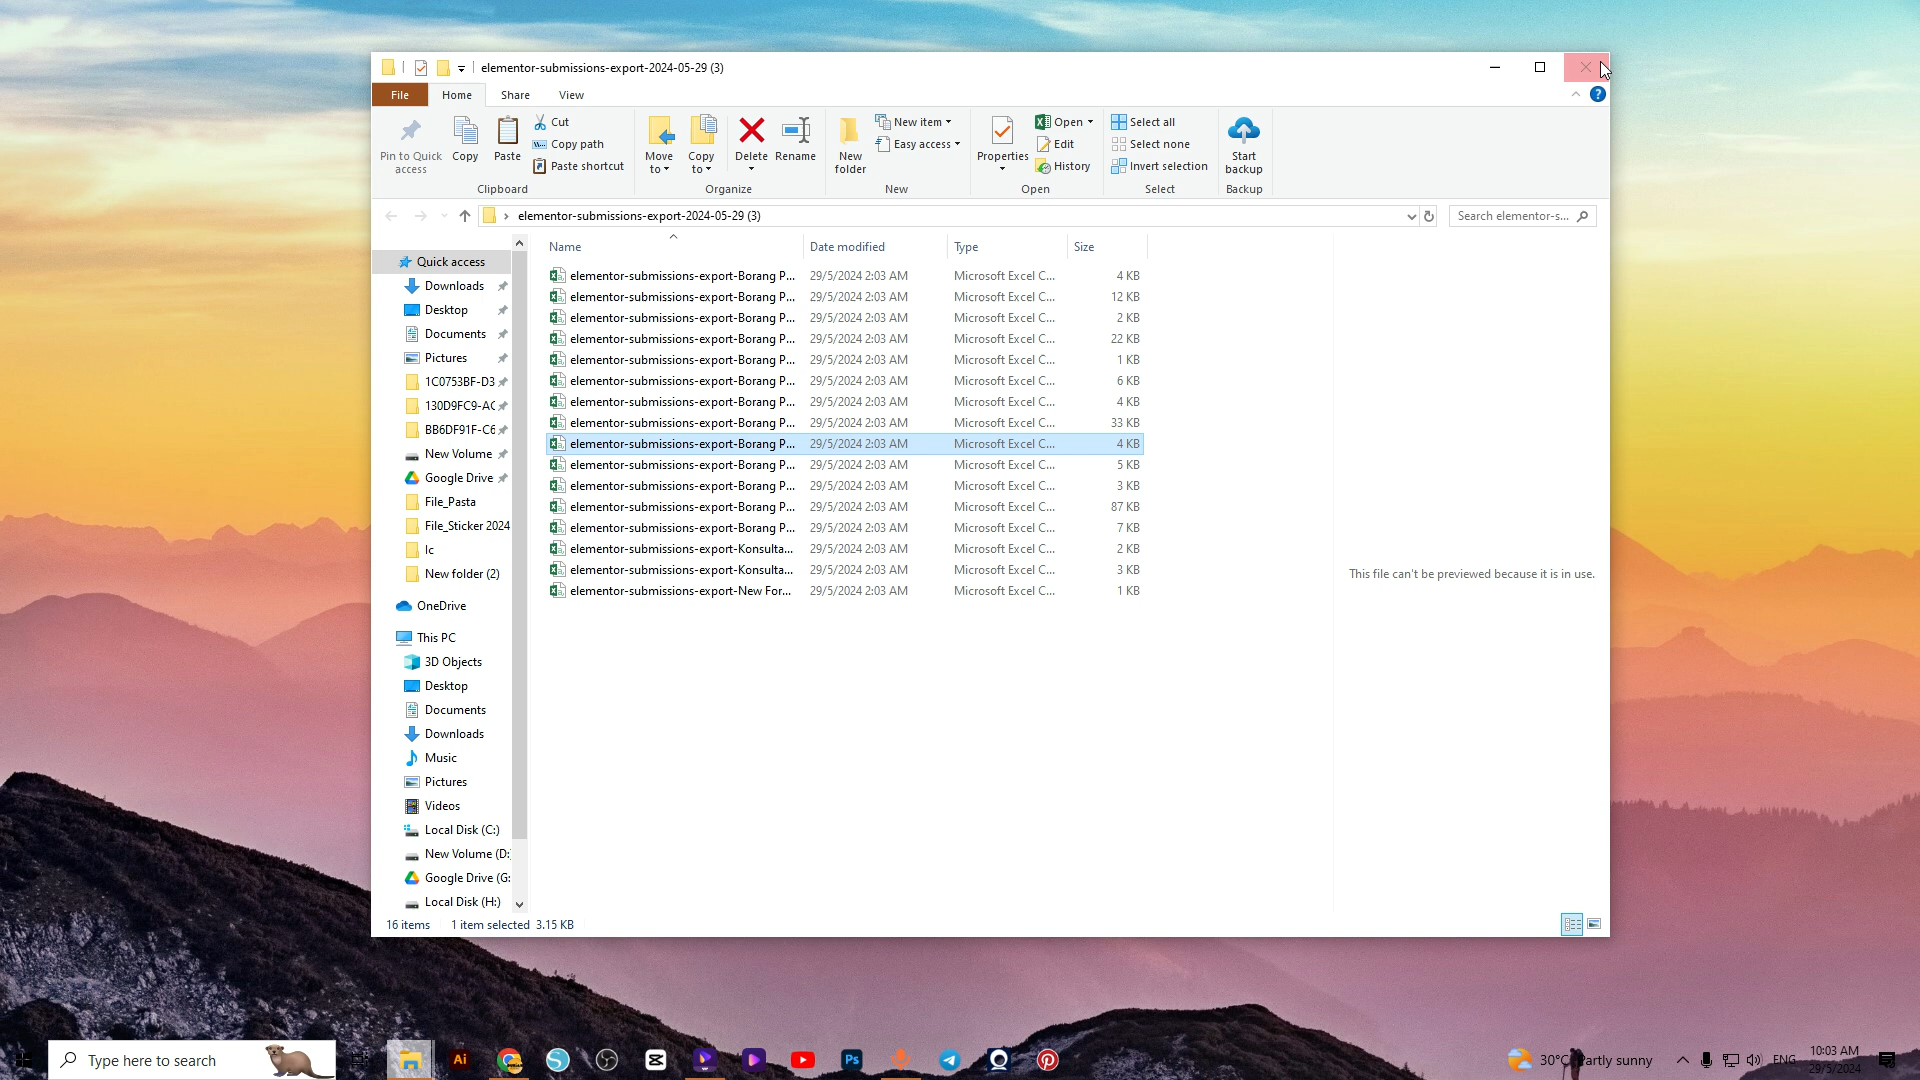 elementor-submissions-export-2024-05-29 (3)
File
Home
Share
View
Pin to Quick access
Copy
Paste
Cut
Copy path
Paste shortcut
Clipboard
Move to
Copy to
Delete
Rename
Organize
New folder
New item
Easy access
New
Properties
Open
Edit
History
Open
Select all
Select none
Invert selection
Select
Start backup
Backup
elementor-submissions-export-2024-05-29 (3)
Search elementor-s...
Quick access
Downloads
Desktop
Documents
Pictures
1C0753BF-D3
130D9FC9-AC
BB6DF91F-C6
New Volume
Google Drive
File_Pasta
File_Sticker 2024
lc
New folder (2)
OneDrive
This PC
3D Objects
Desktop
Documents
Downloads
Music
Pictures
Videos
Local Disk (C:)
New Volume (D:
Google Drive (G:
Local Disk (H:)
Name Date modified Type Size
elementor-submissions-export-Borang P... 29/5/2024 2:03 AM Microsoft Excel C... 4 KB
elementor-submissions-export-Borang P... 29/5/2024 2:03 AM Microsoft Excel C... 12 KB
elementor-submissions-export-Borang P... 29/5/2024 2:03 AM Microsoft Excel C... 2 KB
elementor-submissions-export-Borang P... 29/5/2024 2:03 AM Microsoft Excel C... 22 KB
elementor-submissions-export-Borang P... 29/5/2024 2:03 AM Microsoft Excel C... 1 KB
elementor-submissions-export-Borang P... 29/5/2024 2:03 AM Microsoft Excel C... 6 KB
elementor-submissions-export-Borang P... 29/5/2024 2:03 AM Microsoft Excel C... 4 KB
elementor-submissions-export-Borang P... 29/5/2024 2:03 AM Microsoft Excel C... 33 KB
elementor-submissions-export-Borang P... 29/5/2024 2:03 AM Microsoft Excel C... 4 KB
elementor-submissions-export-Borang P... 29/5/2024 2:03 AM Microsoft Excel C... 5 KB
elementor-submissions-export-Borang P... 29/5/2024 2:03 AM Microsoft Excel C... 3 KB
elementor-submissions-export-Borang P... 29/5/2024 2:03 AM Microsoft Excel C... 87 KB
elementor-submissions-export-Borang P... 29/5/2024 2:03 AM Microsoft Excel C... 7 KB
elementor-submissions-export-Konsulta... 29/5/2024 2:03 AM Microsoft Excel C... 2 KB
elementor-submissions-export-Konsulta... 29/5/2024 2:03 AM Microsoft Excel C... 3 KB
elementor-submissions-export-New For... 29/5/2024 2:03 AM Microsoft Excel C... 1 KB
This file can't be previewed because it is in use.
16 items 1 item selected 3.15 KB
Type here to search
Ai
Ps
30°C Partly sunny
ENG
10:03 AM
29/5/2024